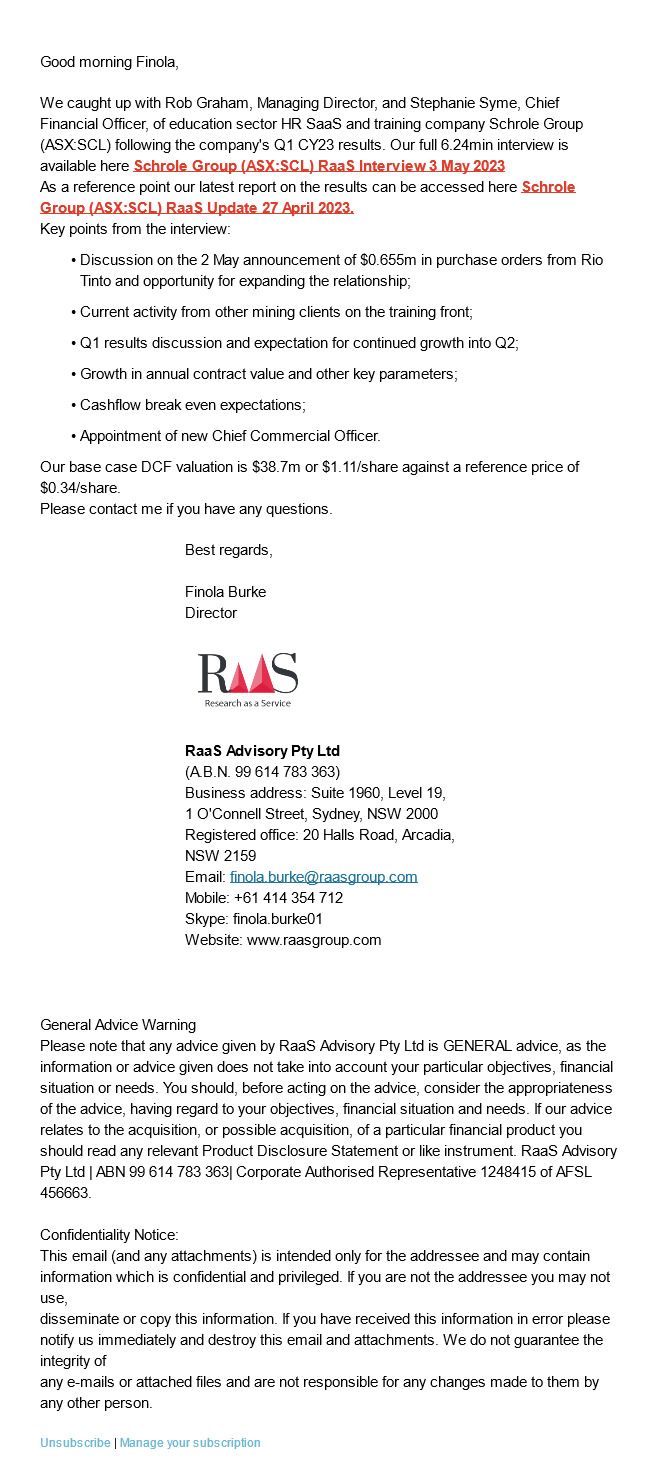 Good morning Finola,
We caught up with Rob Graham, Managing Director, and Stephanie Syme, Chief
Financial Officer, of education sector HR SaaS and training company Schrole Group
(ASX:SCL) following the company's Q1 CY23 results. Our full 6.24min interview is
available here Schrole Group (ASX:SCL) RaaS Interview 3 May 2023
As a reference point our latest report on the results can be accessed here Schrole
Group (ASX:SCL) RaaS Update 27 April 2023.
Key points from the interview:
• Discussion on the 2 May announcement of $0.655m in purchase orders from Rio
Tinto and opportunity for expanding the relationship;
• Current activity from other mining clients on the training front;
• Q1 results discussion and expectation for continued growth into Q2;
• Growth in annual contract value and other key parameters;
• Cashflow break even expectations;
• Appointment of new Chief Commercial Officer.
Our base case DCF valuation is $38.7m or $1.11/share against a reference price of
$0.34/share.
Please contact me if you have any questions.
Best regards,
Finola Burke
Director
RaaS
Research as a Service
RaaS Advisory Pty Ltd
(A.B.N. 99 614 783 363)
Business address: Suite 1960, Level 19,
1 O'Connell Street, Sydney, NSW 2000
Registered office: 20 Halls Road, Arcadia,
NSW 2159
Email: finola.burke@raasgroup.com
Mobile: +61 414 354 712
Skype: finola.burke01
Website: www.raasgroup.com
General Advice Warning
Please note that any advice given by RaaS Advisory Pty Ltd is GENERAL advice, as the
information or advice given does not take into account your particular objectives, financial
situation or needs. You should, before acting on the advice, consider the appropriateness
of the advice, having regard to your objectives, financial situation and needs. If our advice
relates to the acquisition, or possible acquisition, of a particular financial product you
should read any relevant Product Disclosure Statement or like instrument. RaaS Advisory
Pty Ltd | ABN 99 614 783 363| Corporate Authorised Representative 1248415 of AFSL
456663.
Confidentiality Notice:
This email (and any attachments) is intended only for the addressee and may contain
information which is confidential and privileged. If you are not the addressee you may not
use,
disseminate or copy this information. If you have received this information in error please
notify us immediately and destroy this email and attachments. We do not guarantee the
integrity of
any e-mails or attached files and are not responsible for any changes made to them by
any other person.
Unsubscribe | Manage your subscription